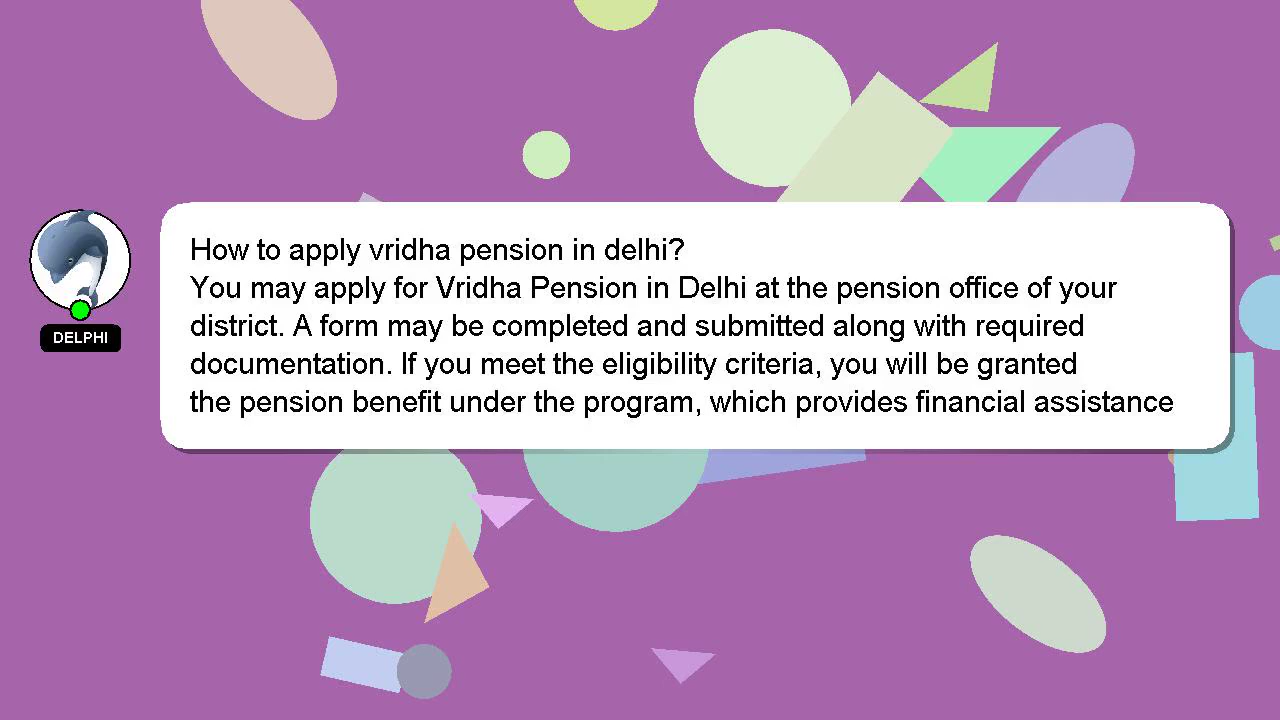 How to apply vridha pension in delhi?
You may apply for Vridha Pension in Delhi at the pension office of your
district. A form may be completed and submitted along with required
documentation. If you meet the eligibility criteria, you will be granted
the pension benefit under the program, which provides financial assistance
DELPHI